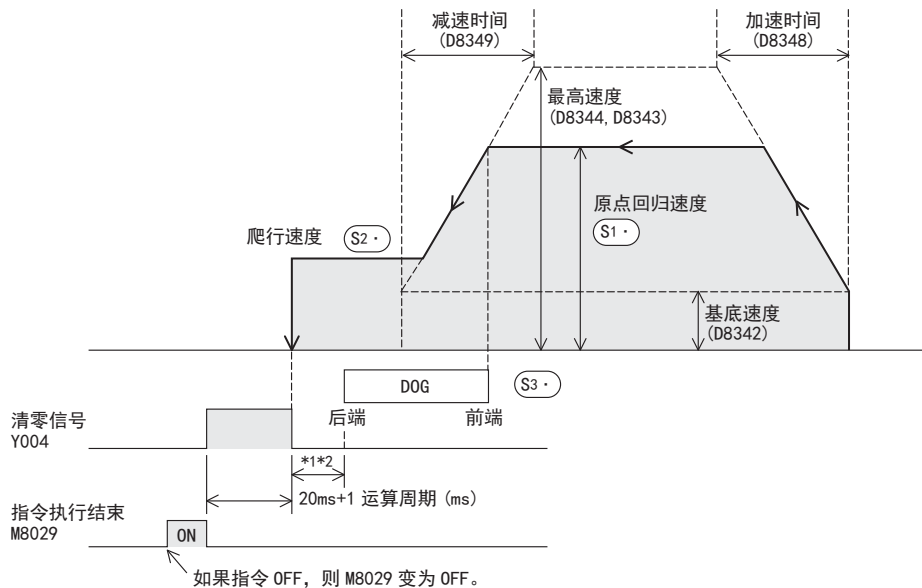 减速时间
(D8349)
加速时间
(D8348)
最高速度
(D8344, D8343)
原点回归速度
S1·
爬行速度 S2·
基底速度
(D8342)
DOG S3·
后端 前端
清零信号
Y004
*1*2
20ms+1 运算周期 (ms)
指令执行结束
M8029
ON
如果指令 OFF, 则 M8029 变为 OFF。